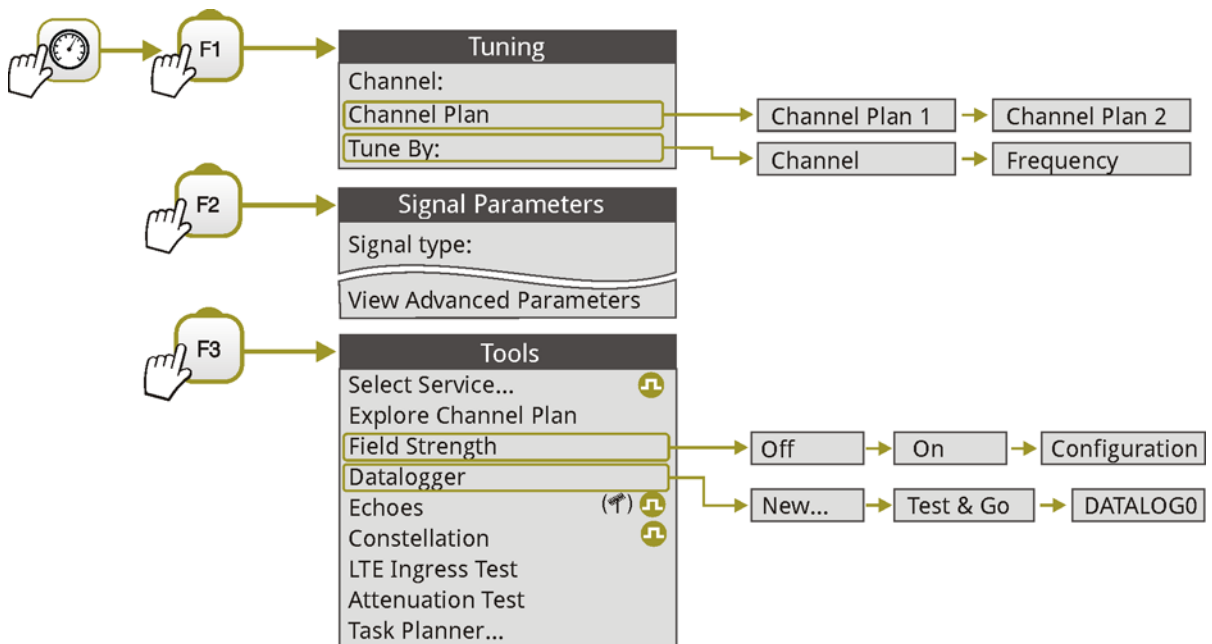 F1
Tuning
Channel:
Channel Plan
Channel Plan 1
Channel Plan 2
Tune By:
Channel
Frequency
F2
Signal Parameters
Signal type:
View Advanced Parameters
F3
Tools
Select Service...
Explore Channel Plan
Field Strength
Off
On
Configuration
Datalogger
New...
Test & Go
DATALOG0
Echoes
Constellation
LTE Ingress Test
Attenuation Test
Task Planner...